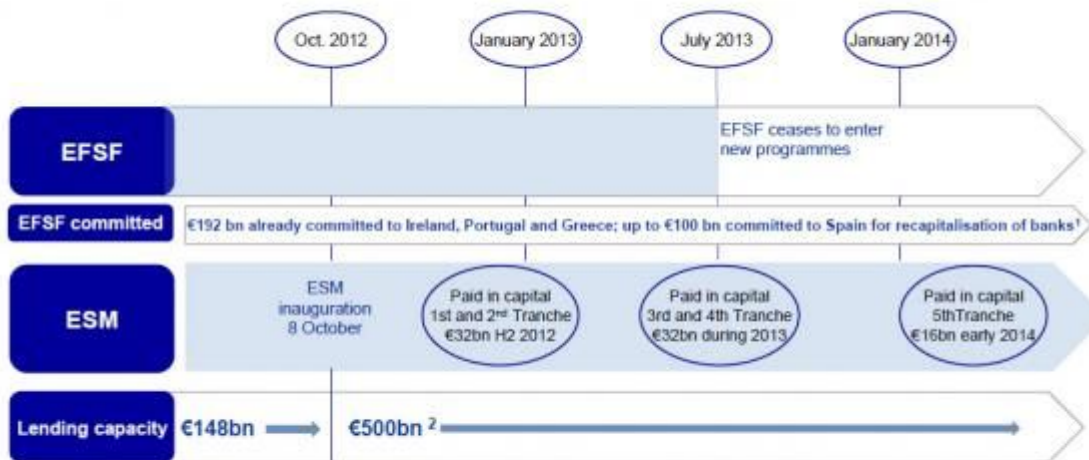 Oct. 2012
January 2013
July 2013
January 2014
EFSF
EFSF ceases to enter
new programmes
EFSF committed
€192 bn already committed to Ireland, Portugal and Greece; up to €100 bn committed to Spain for recapitalisation of banks¹
ESM
ESM
inauguration
8 October
Paid in capital
1st and 2ⁿᵈ Tranche
€32bn H2 2012
Paid in capital
3rd and 4th Tranche
€32bn during 2013
Paid in capital
5thTranche
€16bn early 2014
Lending capacity
€148bn
€500bn ²